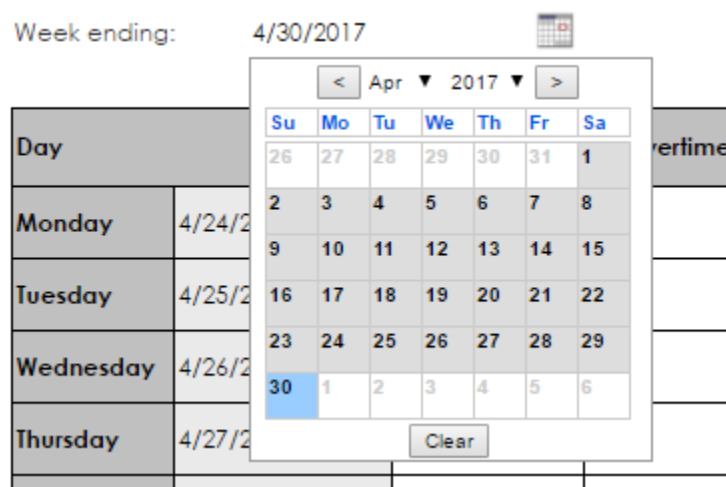 Week ending: 4/30/2017
< Apr ▼ 2017 ▼ >
Su Mo Tu We Th Fr Sa
Day
26 27 28 29 30 31 1
2 3 4 5 6 7 8
Monday 4/24/2
9 10 11 12 13 14 15
Tuesday 4/25/2
16 17 18 19 20 21 22
23 24 25 26 27 28 29
Wednesday 4/26/2
30 1 2 3 4 5 6
Thursday 4/27/2
Clear